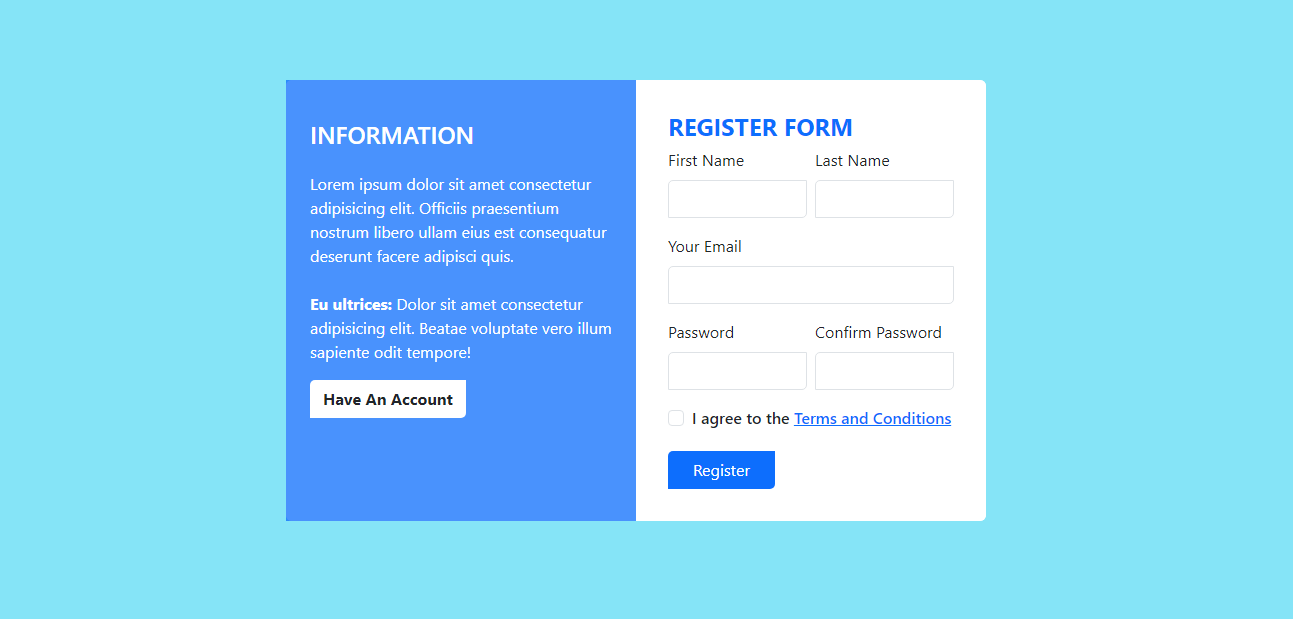 INFORMATION
Lorem ipsum dolor sit amet consectetur
adipisicing elit. Officiis praesentium
nostrum libero ullam eius est consequatur
deserunt facere adipisci quis.
Eu ultrices: Dolor sit amet consectetur
adipisicing elit. Beatae voluptate vero illum
sapiente odit tempore!
Have An Account
REGISTER FORM
First Name Last Name
Your Email
Password Confirm Password
I agree to the Terms and Conditions
Register